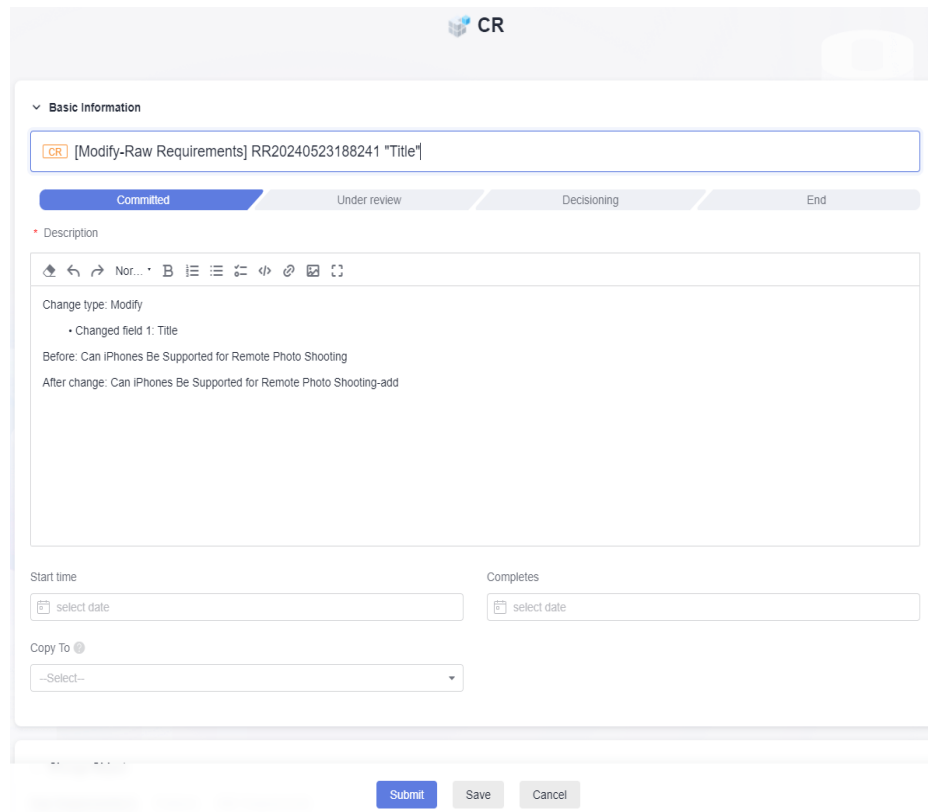 CR
Basic Information
CR [Modify-Raw Requirements] RR20240523188241 "Title"
Committed Under review Decisioning End
* Description
Nor...
Change type: Modify
• Changed field 1: Title
Before: Can iPhones Be Supported for Remote Photo Shooting
After change: Can iPhones Be Supported for Remote Photo Shooting-add
Start time Completes
select date select date
Copy To
--Select--
Submit Save Cancel